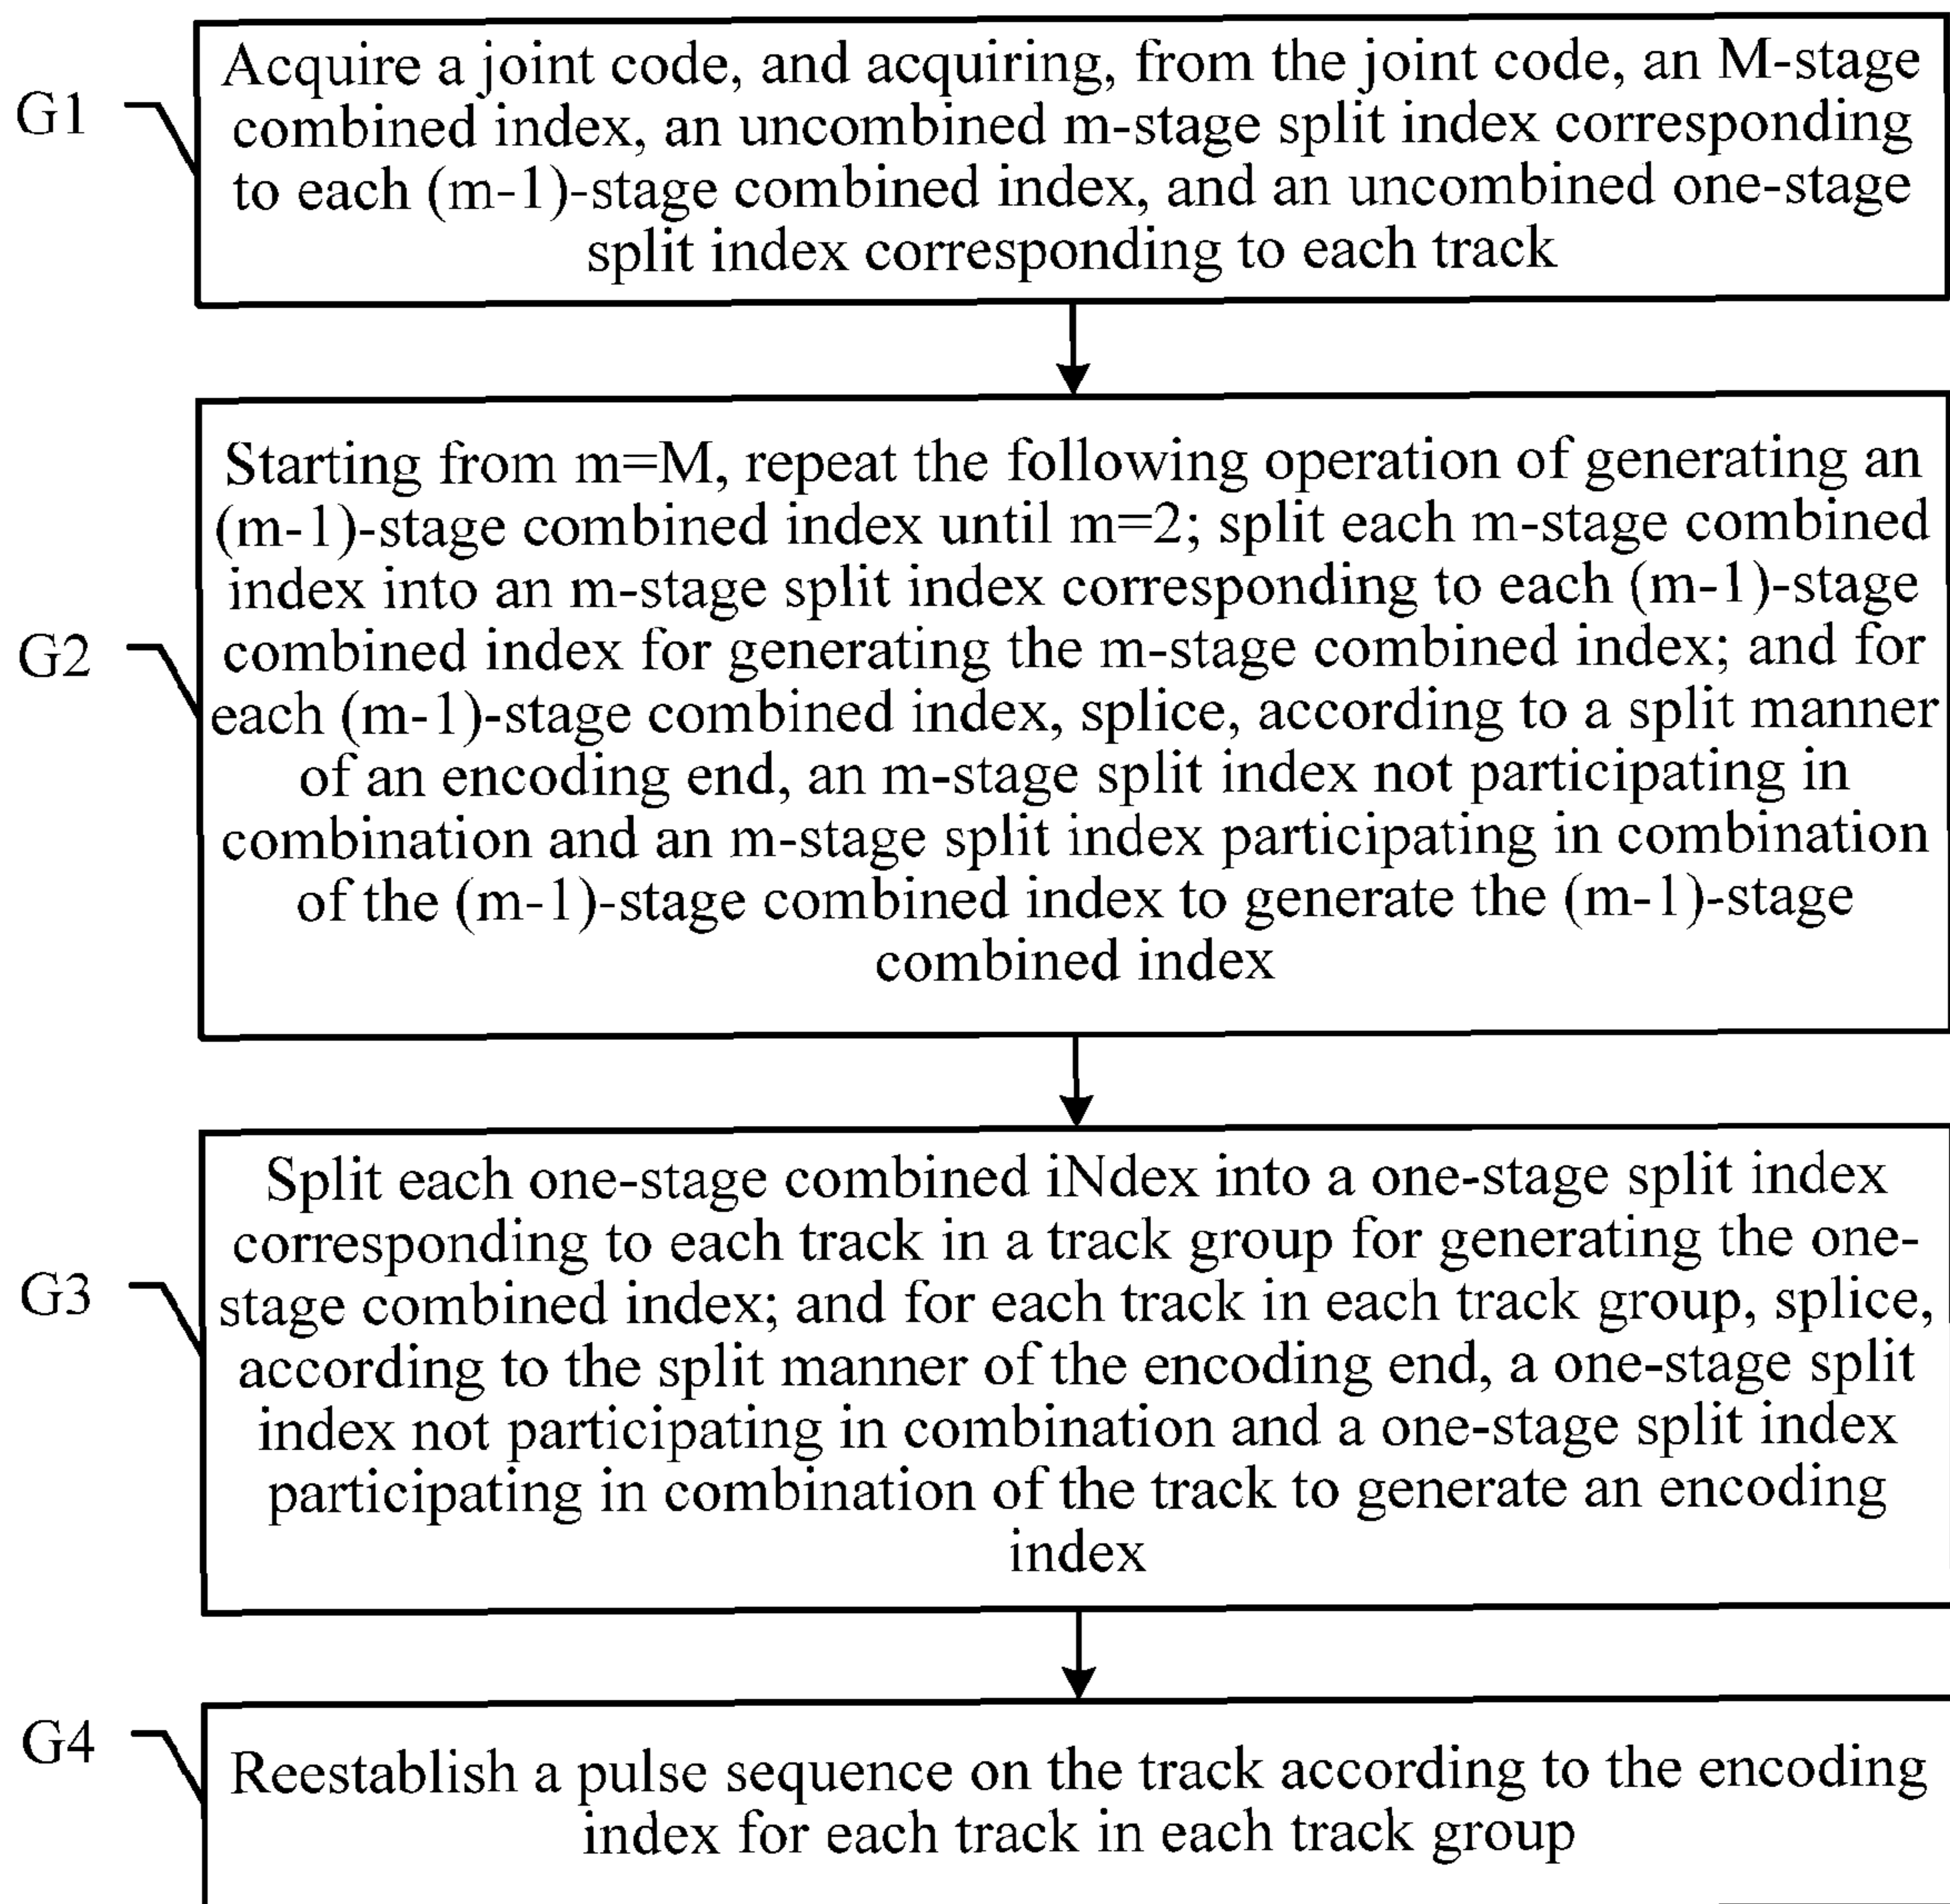 G1
Acquire a joint code, and acquiring, from the joint code, an M-stage
combined index, an uncombined m-stage split index corresponding
to each (m-1)-stage combined index, and an uncombined one-stage
split index corresponding to each track
G2
Starting from m=M, repeat the following operation of generating an
(m-1)-stage combined index until m=2; split each m-stage combined
index into an m-stage split index corresponding to each (m-1)-stage
combined index for generating the m-stage combined index; and for
each (m-1)-stage combined index, splice, according to a split manner
of an encoding end, an m-stage split index not participating in
combination and an m-stage split index participating in combination
of the (m-1)-stage combined index to generate the (m-1)-stage
combined index
G3
Split each one-stage combined iNdex into a one-stage split index
corresponding to each track in a track group for generating the one-
stage combined index; and for each track in each track group, splice,
according to the split manner of the encoding end, a one-stage split
index not participating in combination and a one-stage split index
participating in combination of the track to generate an encoding
index
G4
Reestablish a pulse sequence on the track according to the encoding
index for each track in each track group